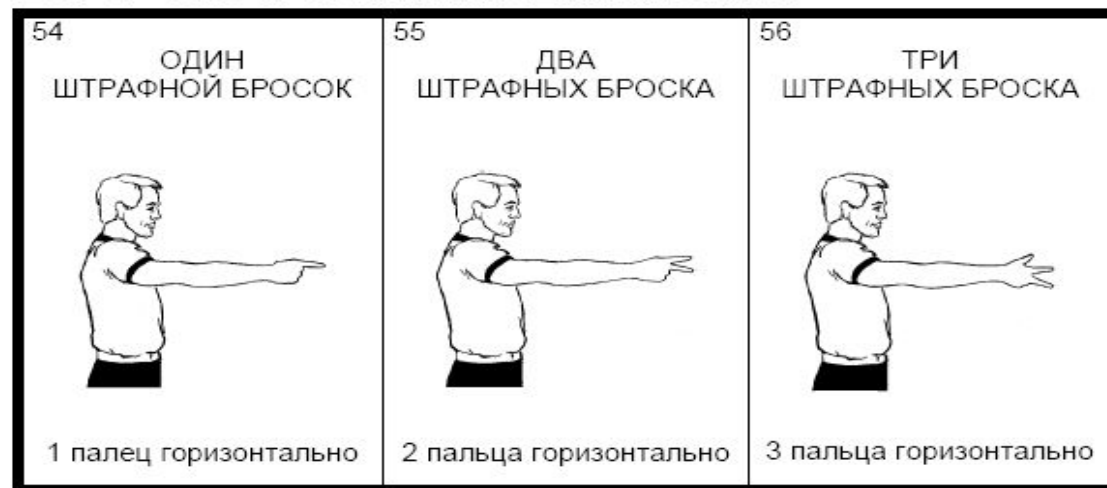 54
ОДИН
ШТРАФНОЙ БРОСОК
1 палец горизонтально
55
ДВА
ШТРАФНЫХ БРОСКА
2 пальца горизонтально
56
ТРИ
ШТРАФНЫХ БРОСКА
3 пальца горизонтально